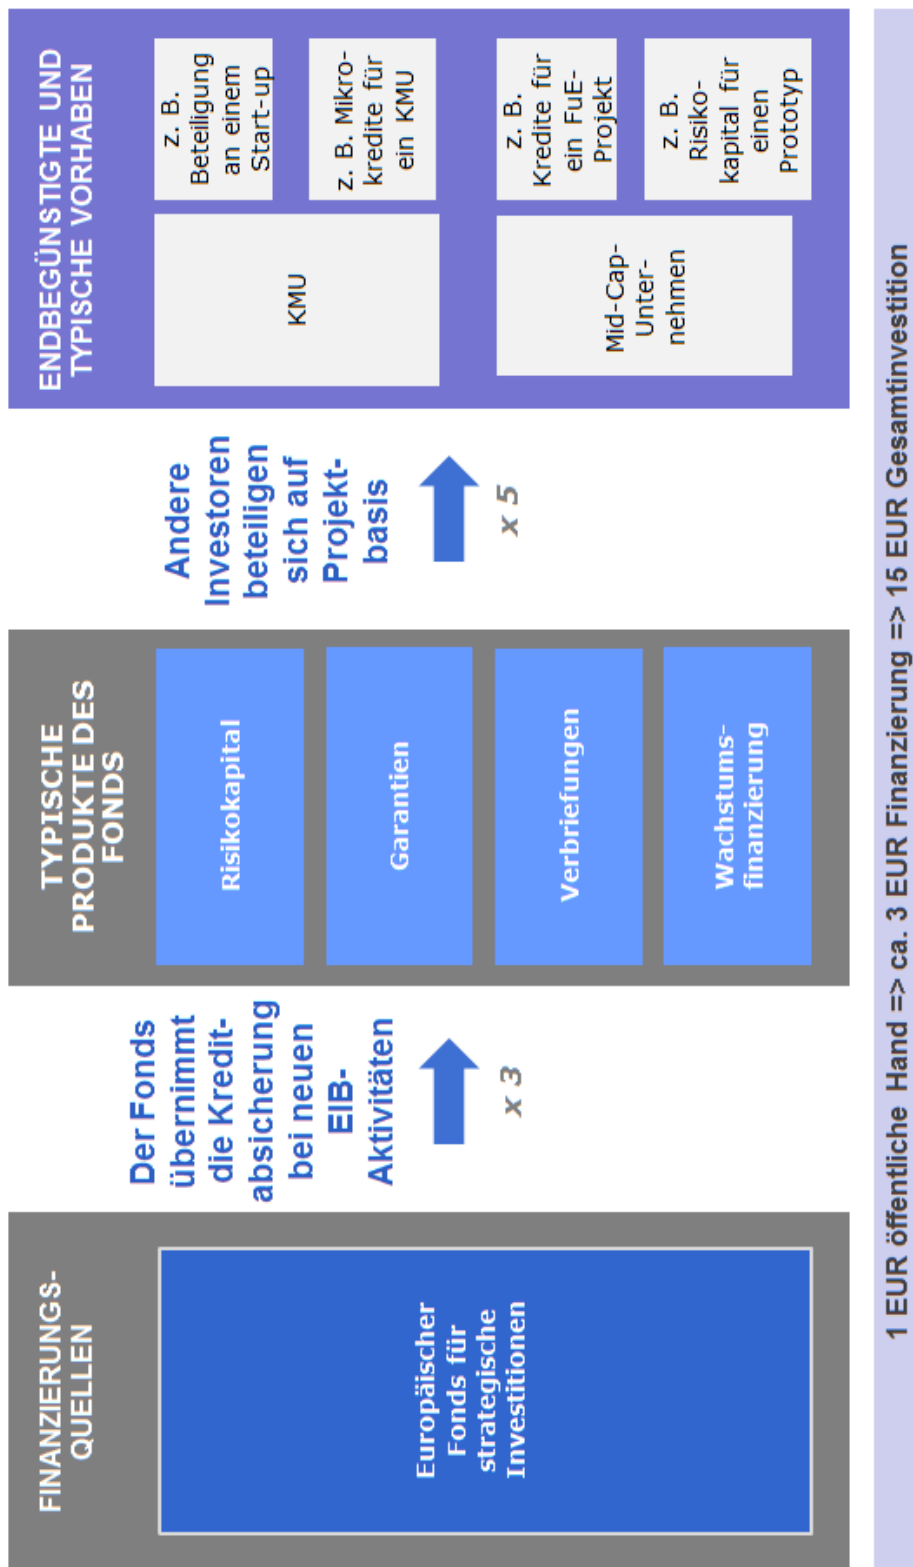 FINANZIERUNGS-
QUELLEN
Europäischer
Fonds für
strategische
Investitionen
Der Fonds
übernimmt
die Kredit-
absicherung
bei neuen
EIB-
Aktivitäten
x 3
TYPISCHE
PRODUKTE DES
FONDS
Risikokapital
Garantien
Verbriefungen
Wachstums-
finanzierung
Andere
Investoren
beteiligen
sich auf
Projekt-
basis
x 5
ENDBEGÜNSTIGTE UND
TYPISCHE VORHABEN
KMU
z. B.
Beteiligung
an einem
Start-up
z. B. Mikro-
kredite für
ein KMU
Mid-Cap-
Unter-
nehmen
z. B.
Kredite für
ein FuE-
Projekt
z. B.
Risiko-
kapital für
einen
Prototyp
1 EUR öffentliche Hand => ca. 3 EUR Finanzierung => 15 EUR Gesamtinvestition